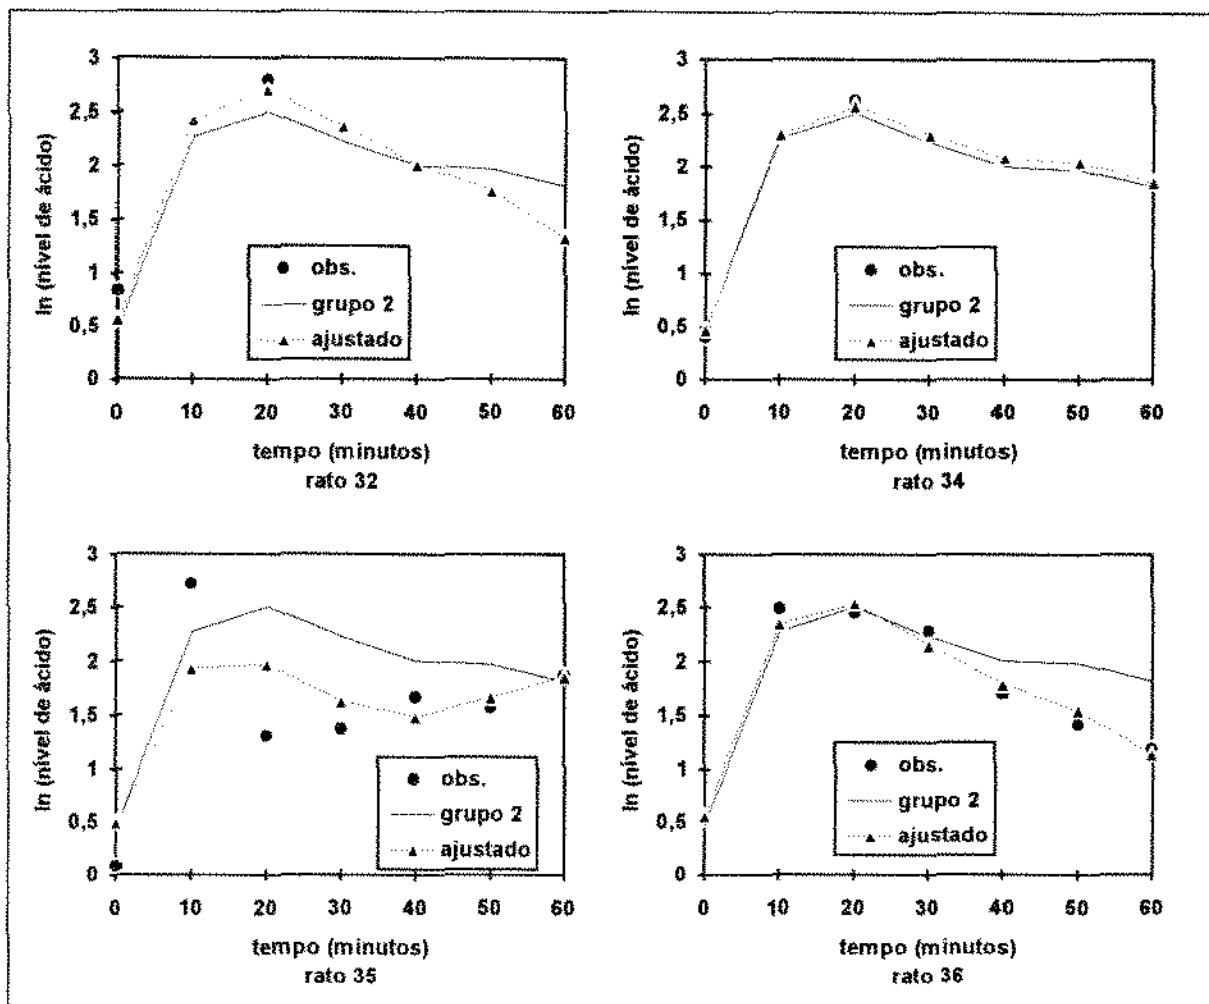 3
2,5
2
1,5
1
0,5
0
ln (nível de ácido)
obs.
grupo 2
ajustado
0 10 20 30 40 50 60
tempo (minutos)
rato 32
3
2,5
2
1,5
1
0,5
0
ln (nível de ácido)
obs.
grupo 2
ajustado
0 10 20 30 40 50 60
tempo (minutos)
rato 34
3
2,5
2
1,5
1
0,5
0
ln (nível de ácido)
obs.
grupo 2
ajustado
0 10 20 30 40 50 60
tempo (minutos)
rato 35
3
2,5
2
1,5
1
0,5
0
ln (nível de ácido)
obs.
grupo 2
ajustado
0 10 20 30 40 50 60
tempo (minutos)
rato 36